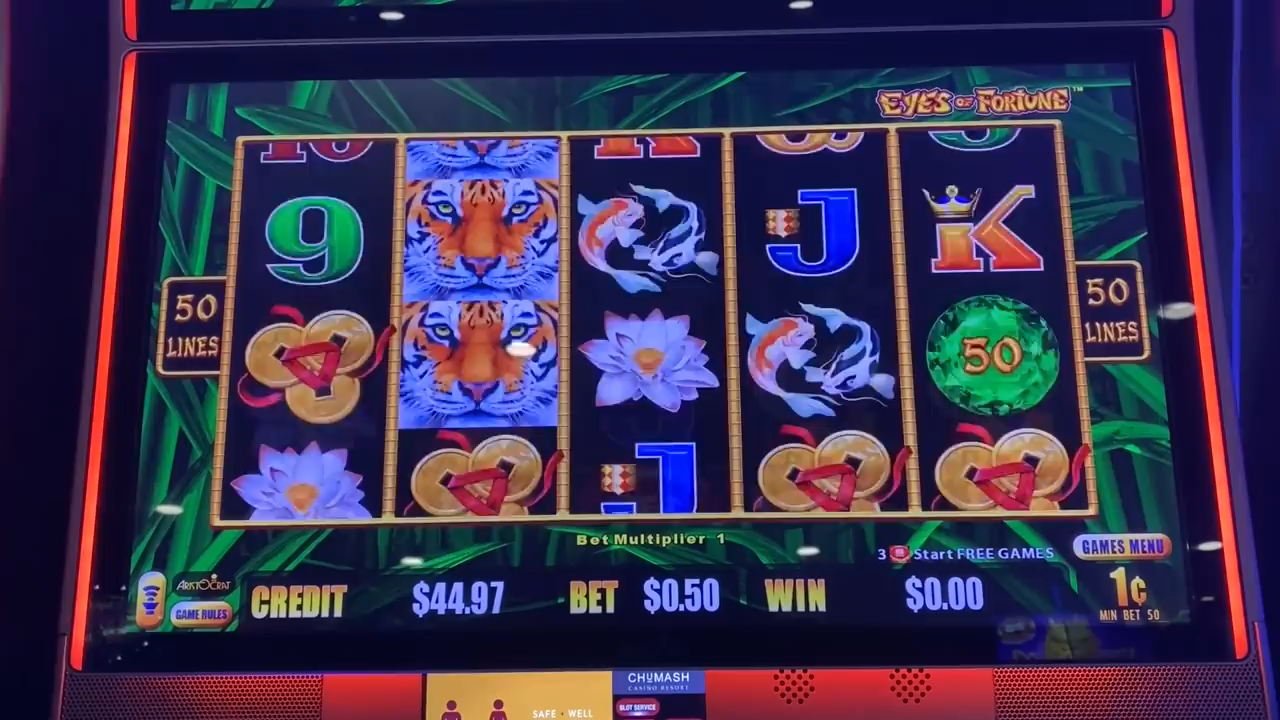 EYES OF FORTUNE™
10
K
9
J
K
50
50
LINES
50
LINES
J
Bet Multiplier 1
3 Start FREE GAMES
GAMES MENU
ARISTOCRAT
GAME RULES
CREDIT $44.97 BET $0.50 WIN $0.00
1¢
MIN BET 50
CHUMASH
CASINO RESORT
SAFE · WELL
SLOT SERVICE